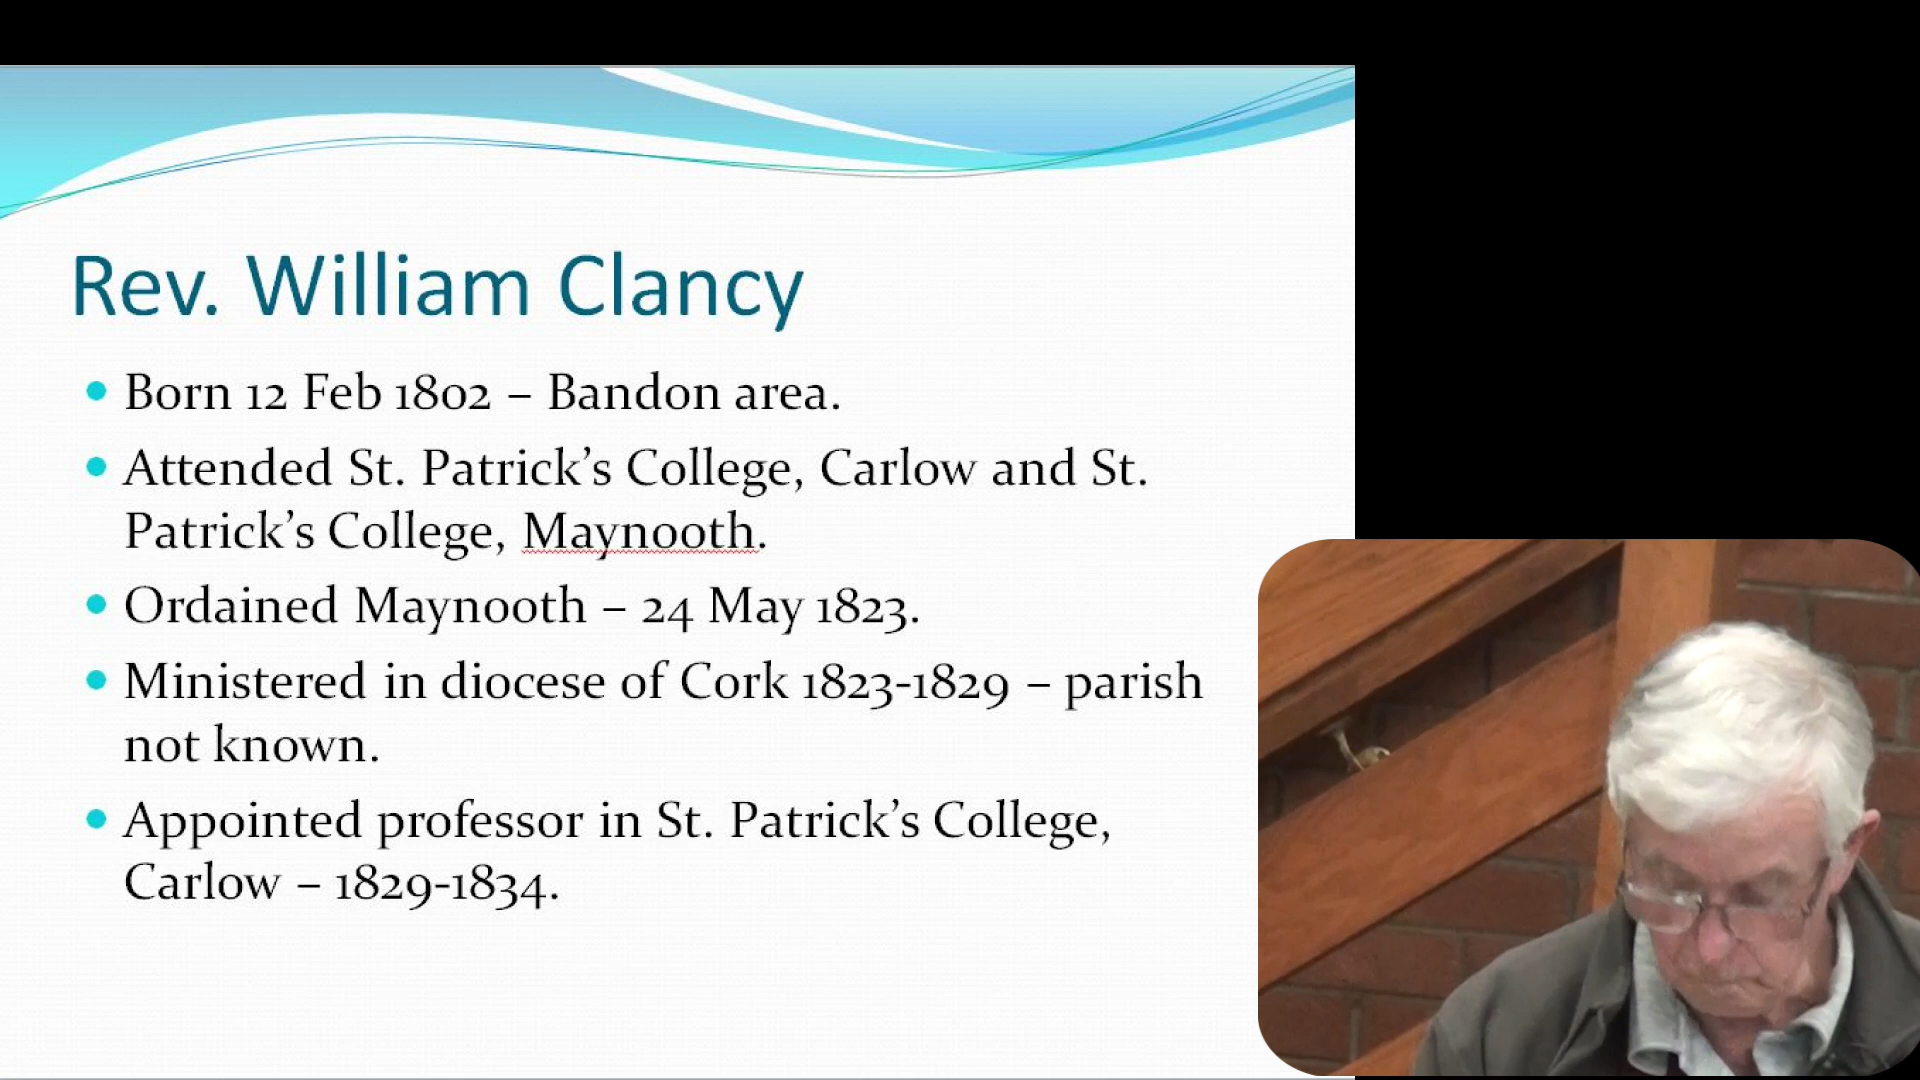 Rev. William Clancy
• Born 12 Feb 1802 – Bandon area.
• Attended St. Patrick’s College, Carlow and St.
Patrick’s College, Maynooth.
• Ordained Maynooth – 24 May 1823.
• Ministered in diocese of Cork 1823-1829 – parish
not known.
• Appointed professor in St. Patrick’s College,
Carlow – 1829-1834.